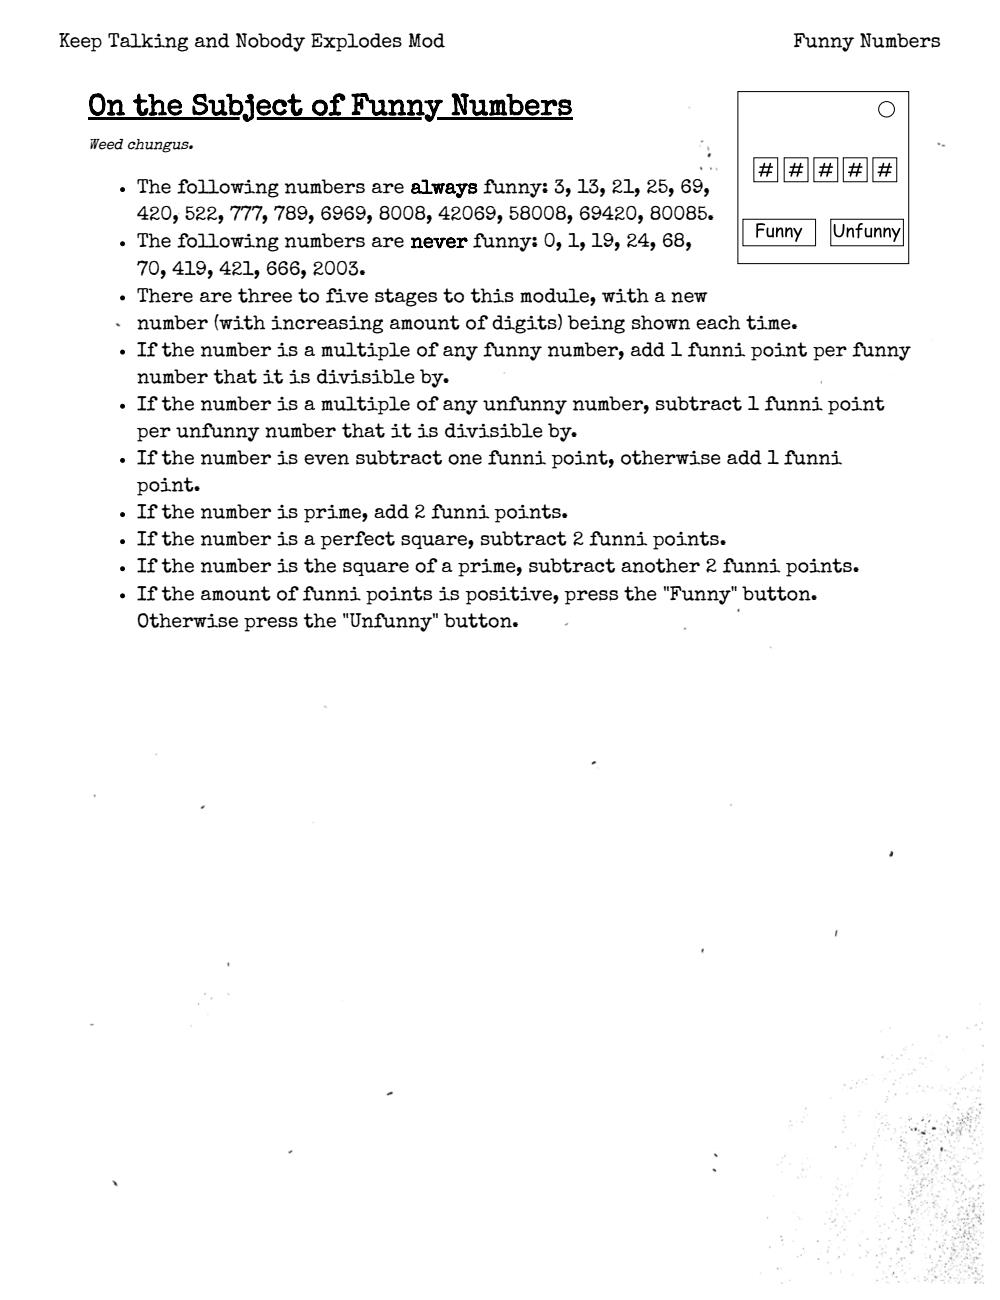 Keep Talking and Nobody Explodes Mod
Funny Numbers
On the Subject of Funny Numbers
Weed chungus.
# # # # #
Funny
Unfunny
• The following numbers are always funny: 3, 13, 21, 25, 69,
420, 522, 777, 789, 6969, 8008, 42069, 58008, 69420, 80085.
• The following numbers are never funny: 0, 1, 19, 24, 68,
70, 419, 421, 666, 2003.
• There are three to five stages to this module, with a new
number (with increasing amount of digits) being shown each time.
• If the number is a multiple of any funny number, add 1 funni point per funny
number that it is divisible by.
• If the number is a multiple of any unfunny number, subtract 1 funni point
per unfunny number that it is divisible by.
• If the number is even subtract one funni point, otherwise add 1 funni
point.
• If the number is prime, add 2 funni points.
• If the number is a perfect square, subtract 2 funni points.
• If the number is the square of a prime, subtract another 2 funni points.
• If the amount of funni points is positive, press the "Funny" button.
Otherwise press the "Unfunny" button.